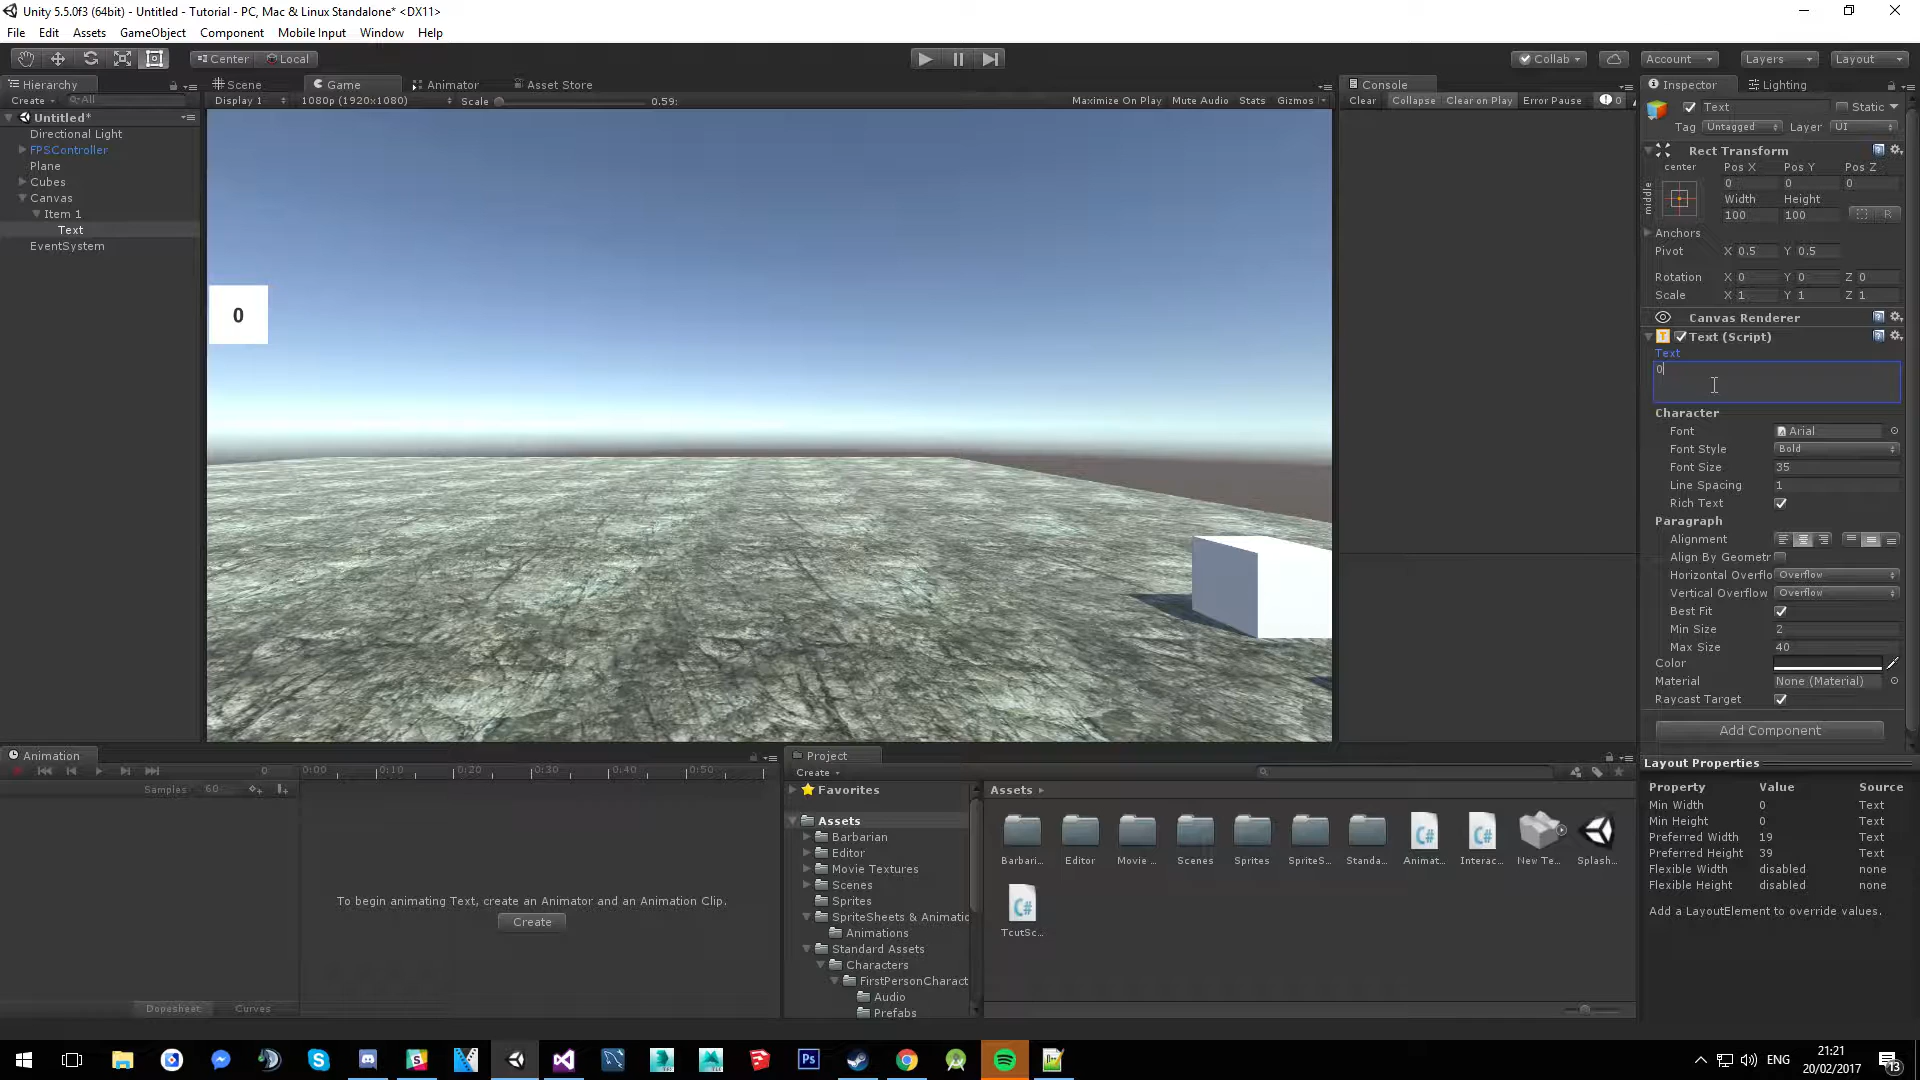 Unity 5.5.0f3 (64bit) - Untitled - Tutorial - PC, Mac & Linux Standalone* <DX11>
File Edit Assets GameObject Component Mobile Input Window Help
Center Local
Collab Account Layers Layout
Hierarchy
Create All
Untitled*
Directional Light
FPSController
Plane
Cubes
Canvas
Item 1
Text
EventSystem
Scene Game Animator Asset Store
Display 1 1080p (1920x1080) Scale 0.59: Maximize On Play Mute Audio Stats Gizmos
0
Console
Clear Collapse Clear on Play Error Pause 0
Inspector Lighting
Text Static
Tag Untagged Layer UI
Rect Transform
center Pos X Pos Y Pos Z
middle
0 0 0
Width Height
100 100 R
Anchors
Pivot X 0.5 Y 0.5
Rotation X 0 Y 0 Z 0
Scale X 1 Y 1 Z 1
Canvas Renderer
Text (Script)
Text
0
Character
Font Arial
Font Style Bold
Font Size 35
Line Spacing 1
Rich Text
Paragraph
Alignment
Align By Geometr
Horizontal Overflo Overflow
Vertical Overflow Overflow
Best Fit
Min Size 2
Max Size 40
Color
Material None (Material)
Raycast Target
Add Component
Layout Properties
Property Value Source
Min Width 0 Text
Min Height 0 Text
Preferred Width 19 Text
Preferred Height 39 Text
Flexible Width disabled none
Flexible Height disabled none
Add a LayoutElement to override values.
Animation
0 0:00 0:10 0:20 0:30 0:40 0:50
Samples 60
To begin animating Text, create an Animator and an Animation Clip.
Create
Dopesheet Curves
Project
Create
Favorites
Assets
Barbarian
Editor
Movie Textures
Scenes
Sprites
SpriteSheets & Animatio
Animations
Standard Assets
Characters
FirstPersonCharact
Audio
Prefabs
Assets
Barbari... Editor Movie ... Scenes Sprites SpriteS... Standa... Animat... Interac... New Te... Splash...
TcutSc...
ENG
21:21
20/02/2017
13